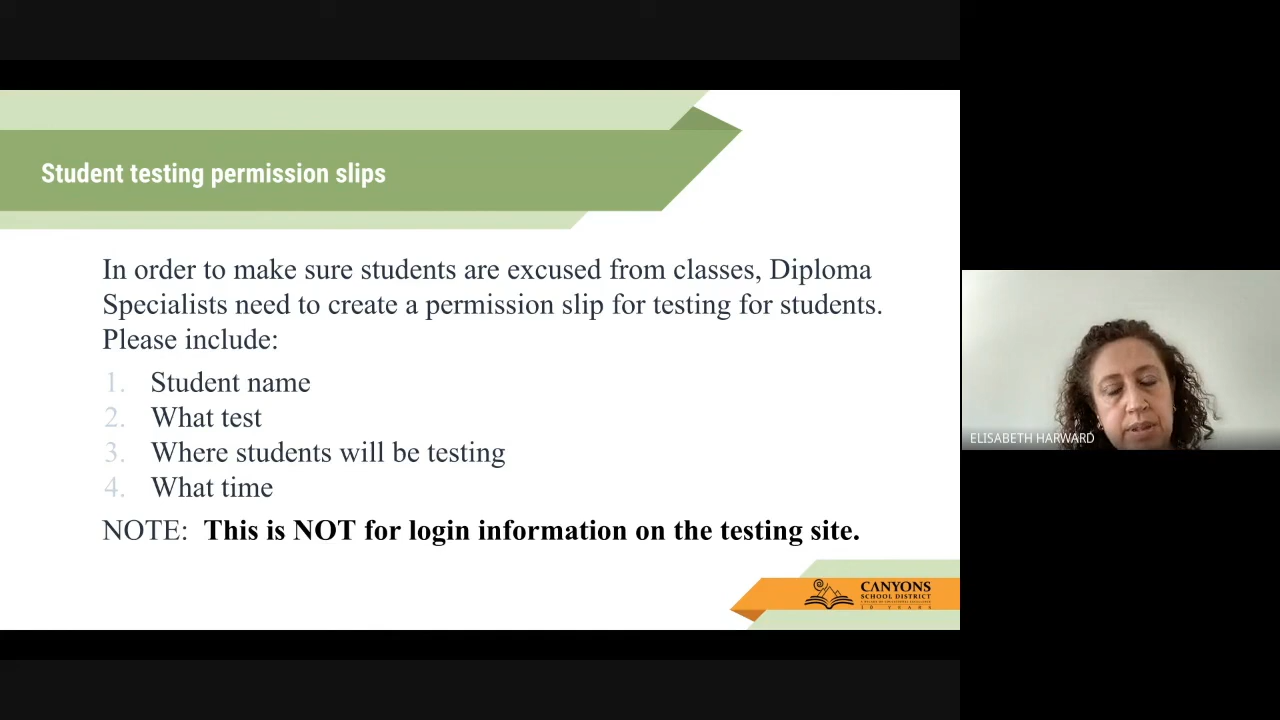 Student testing permission slips
In order to make sure students are excused from classes, Diploma
Specialists need to create a permission slip for testing for students.
Please include:
1. Student name
2. What test
3. Where students will be testing
4. What time
NOTE: This is NOT for login information on the testing site.
CANYONS
SCHOOL DISTRICT
10 YEARS
ELISABETH HARWARD